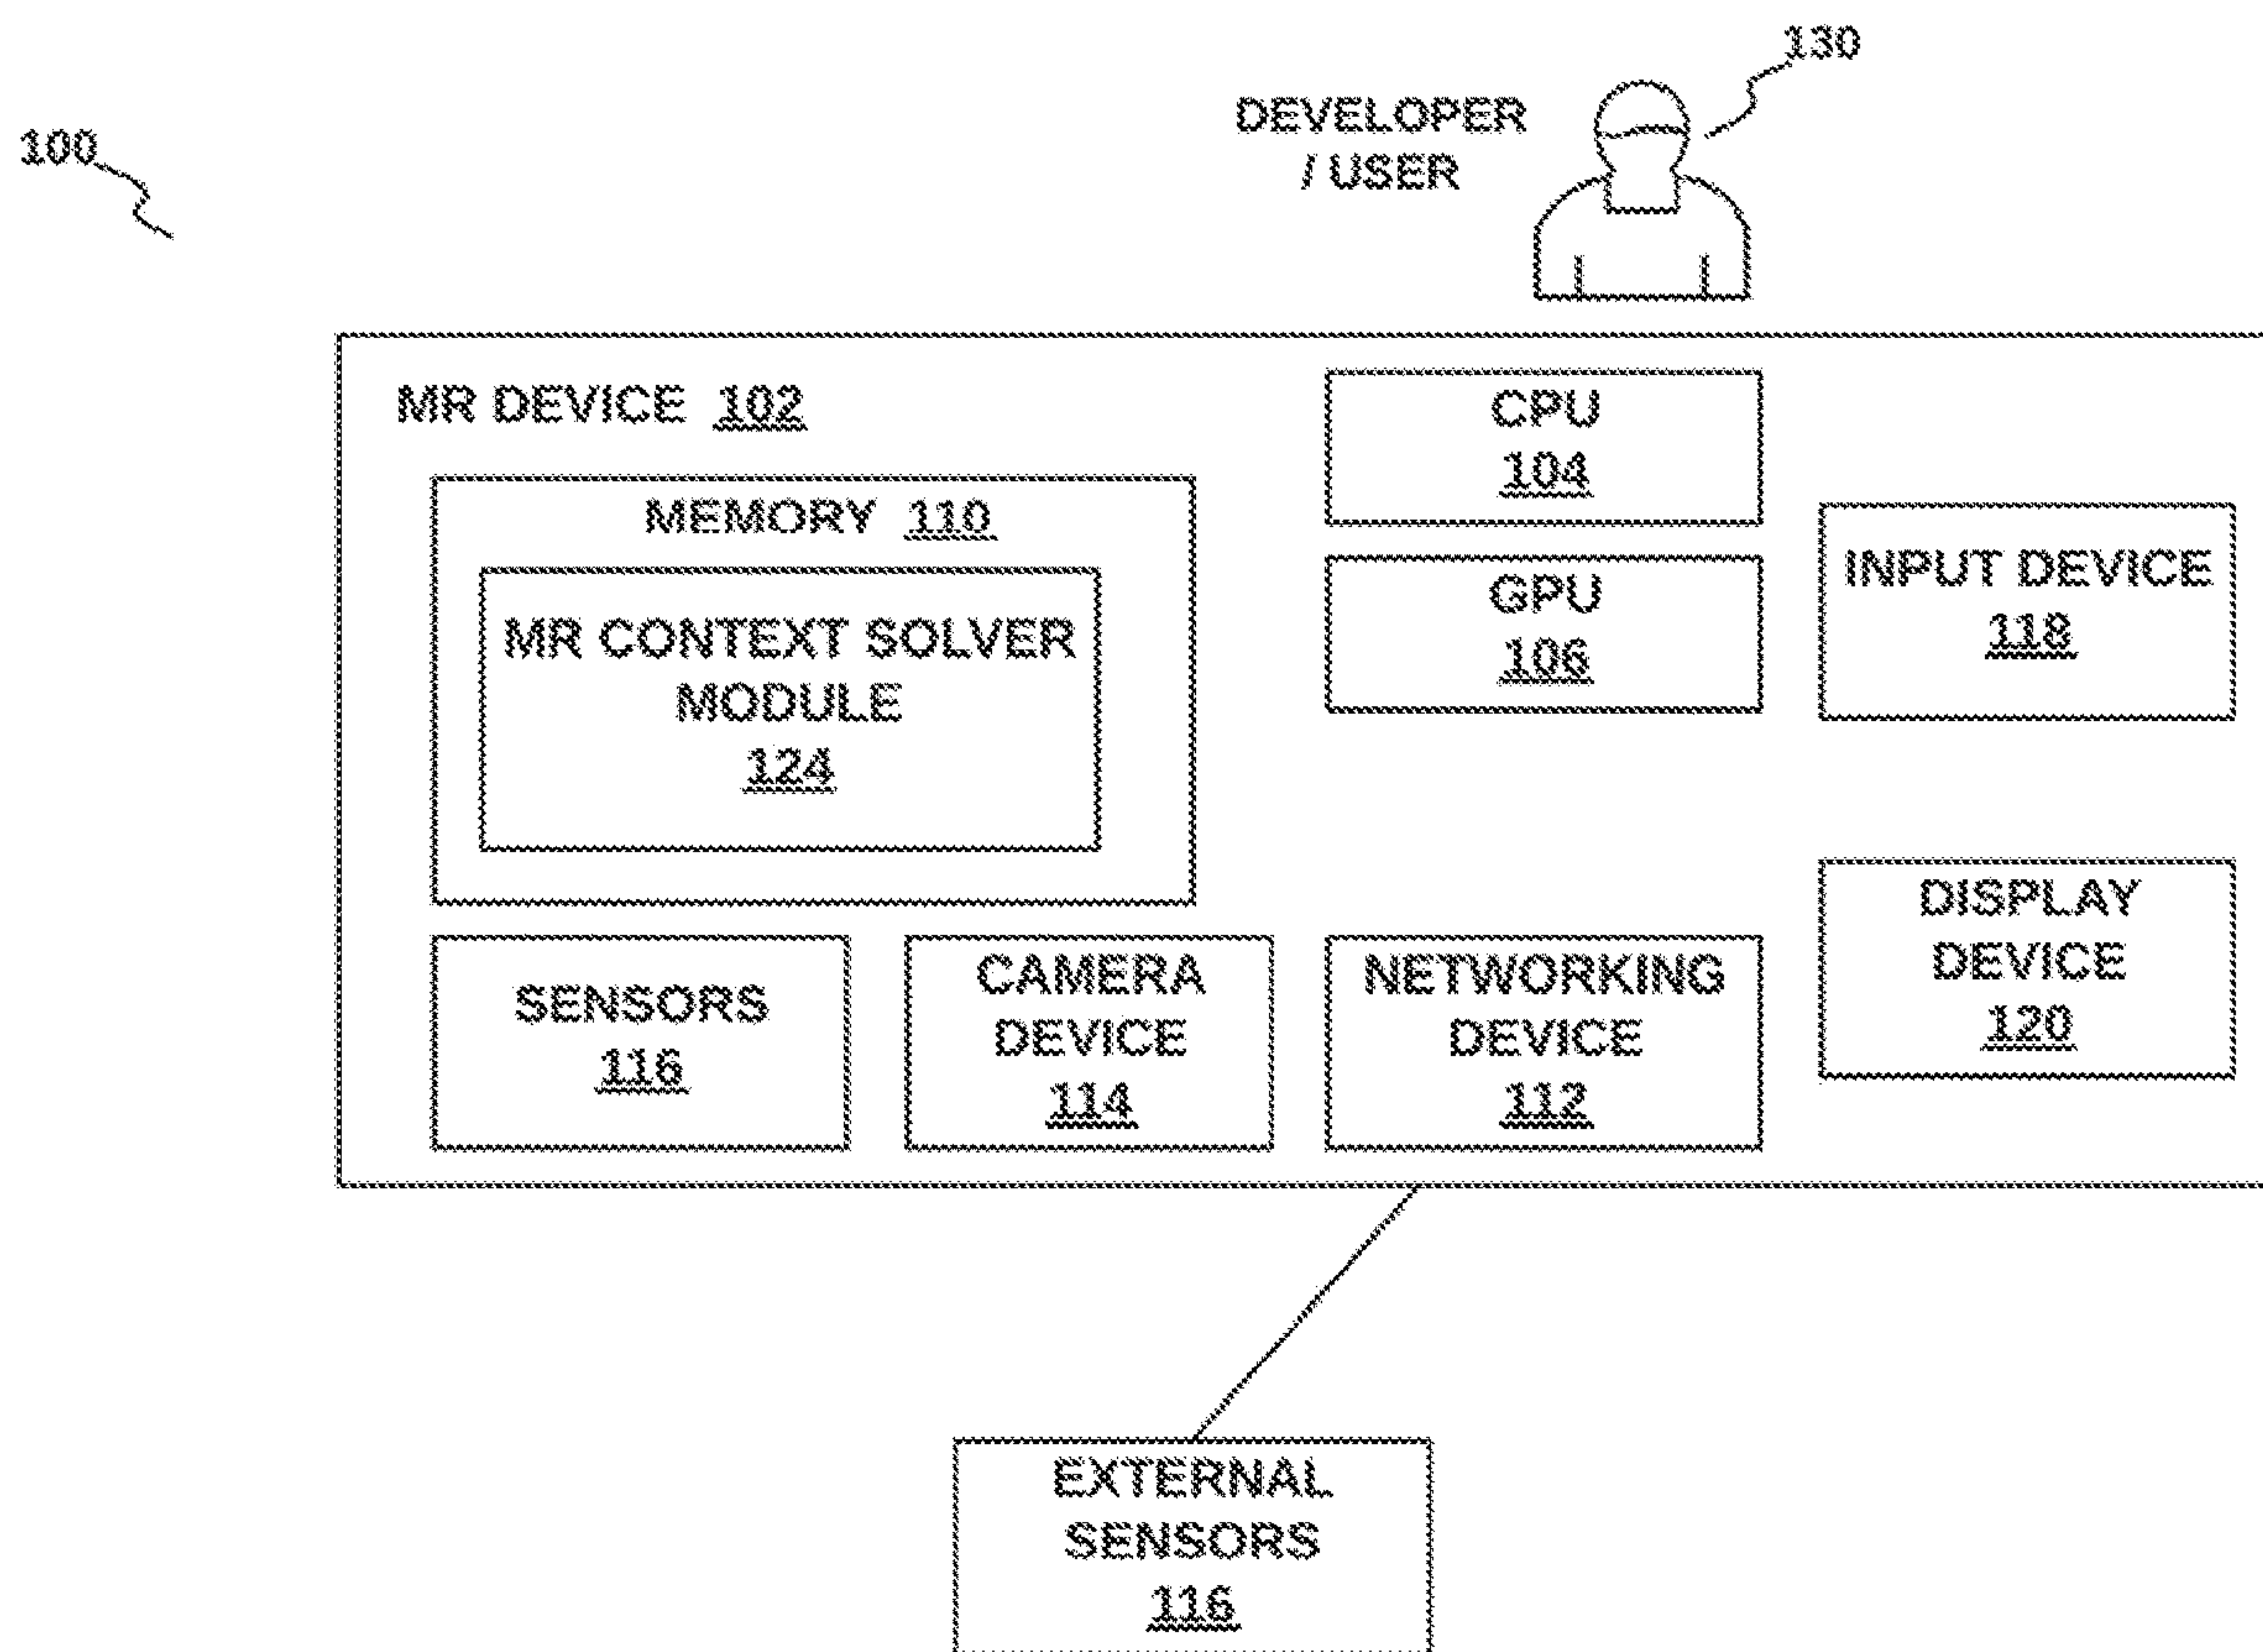 130
DEVELOPER
/ USER
100
MR DEVICE 102
CPU
104
MEMORY 110
GPU
106
INPUT DEVICE
118
MR CONTEXT SOLVER
MODULE
124
DISPLAY
DEVICE
120
SENSORS
116
CAMERA
DEVICE
114
NETWORKING
DEVICE
112
EXTERNAL
SENSORS
116